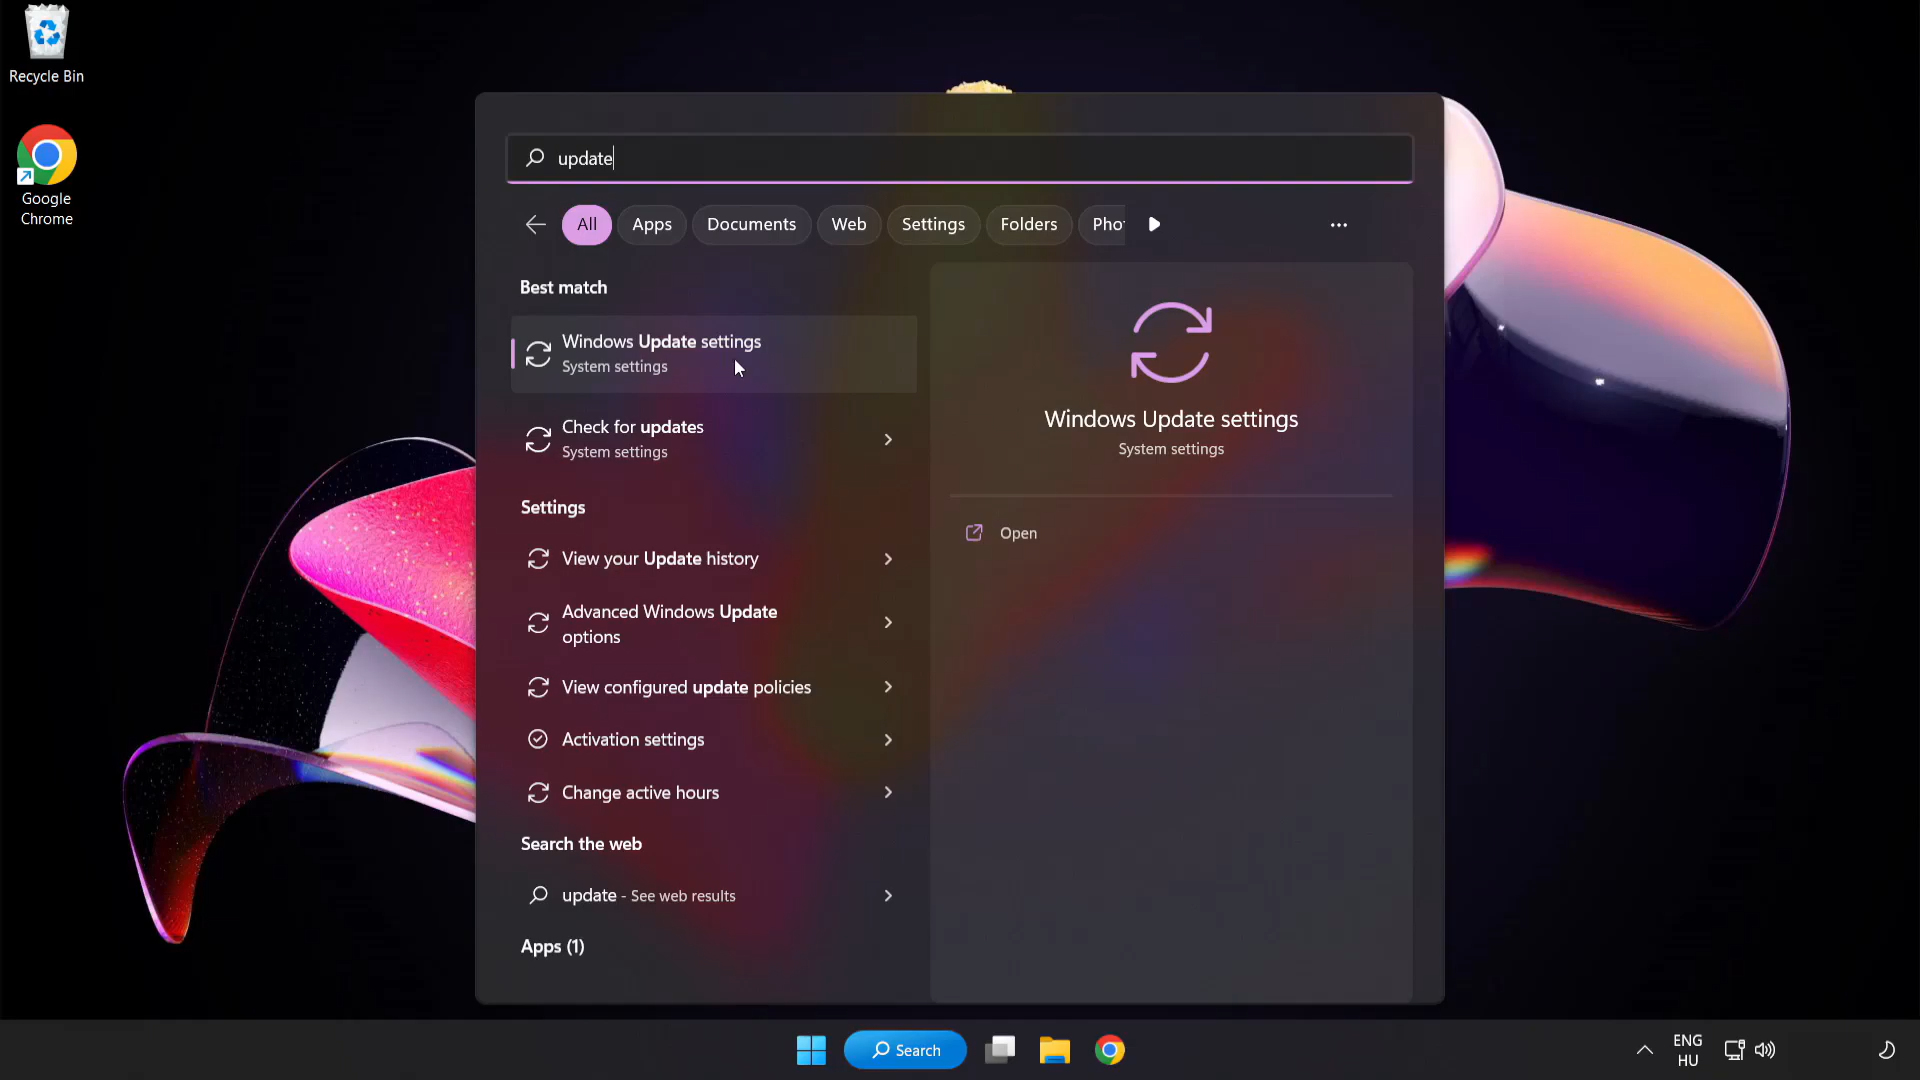 Recycle Bin
Google
Chrome
update
All
Apps
Documents
Web
Settings
Folders
Pho
Best match
Windows Update settings
System settings
Check for updates
System settings
Settings
View your Update history
Advanced Windows Update
options
View configured update policies
Activation settings
Change active hours
Search the web
update - See web results
Apps (1)
Windows Update settings
System settings
Open
Search
ENG
HU